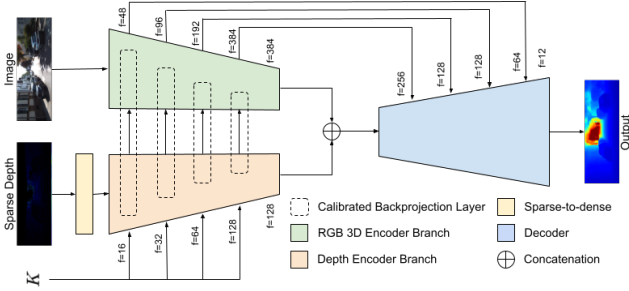 Image
Sparse Depth
K
f=48
f=96
f=192
f=384
f=384
f=16
f=32
f=64
f=128
f=128
f=256
f=128
f=128
f=64
f=12
Output
Calibrated Backprojection Layer
RGB 3D Encoder Branch
Depth Encoder Branch
Sparse-to-dense
Decoder
Concatenation